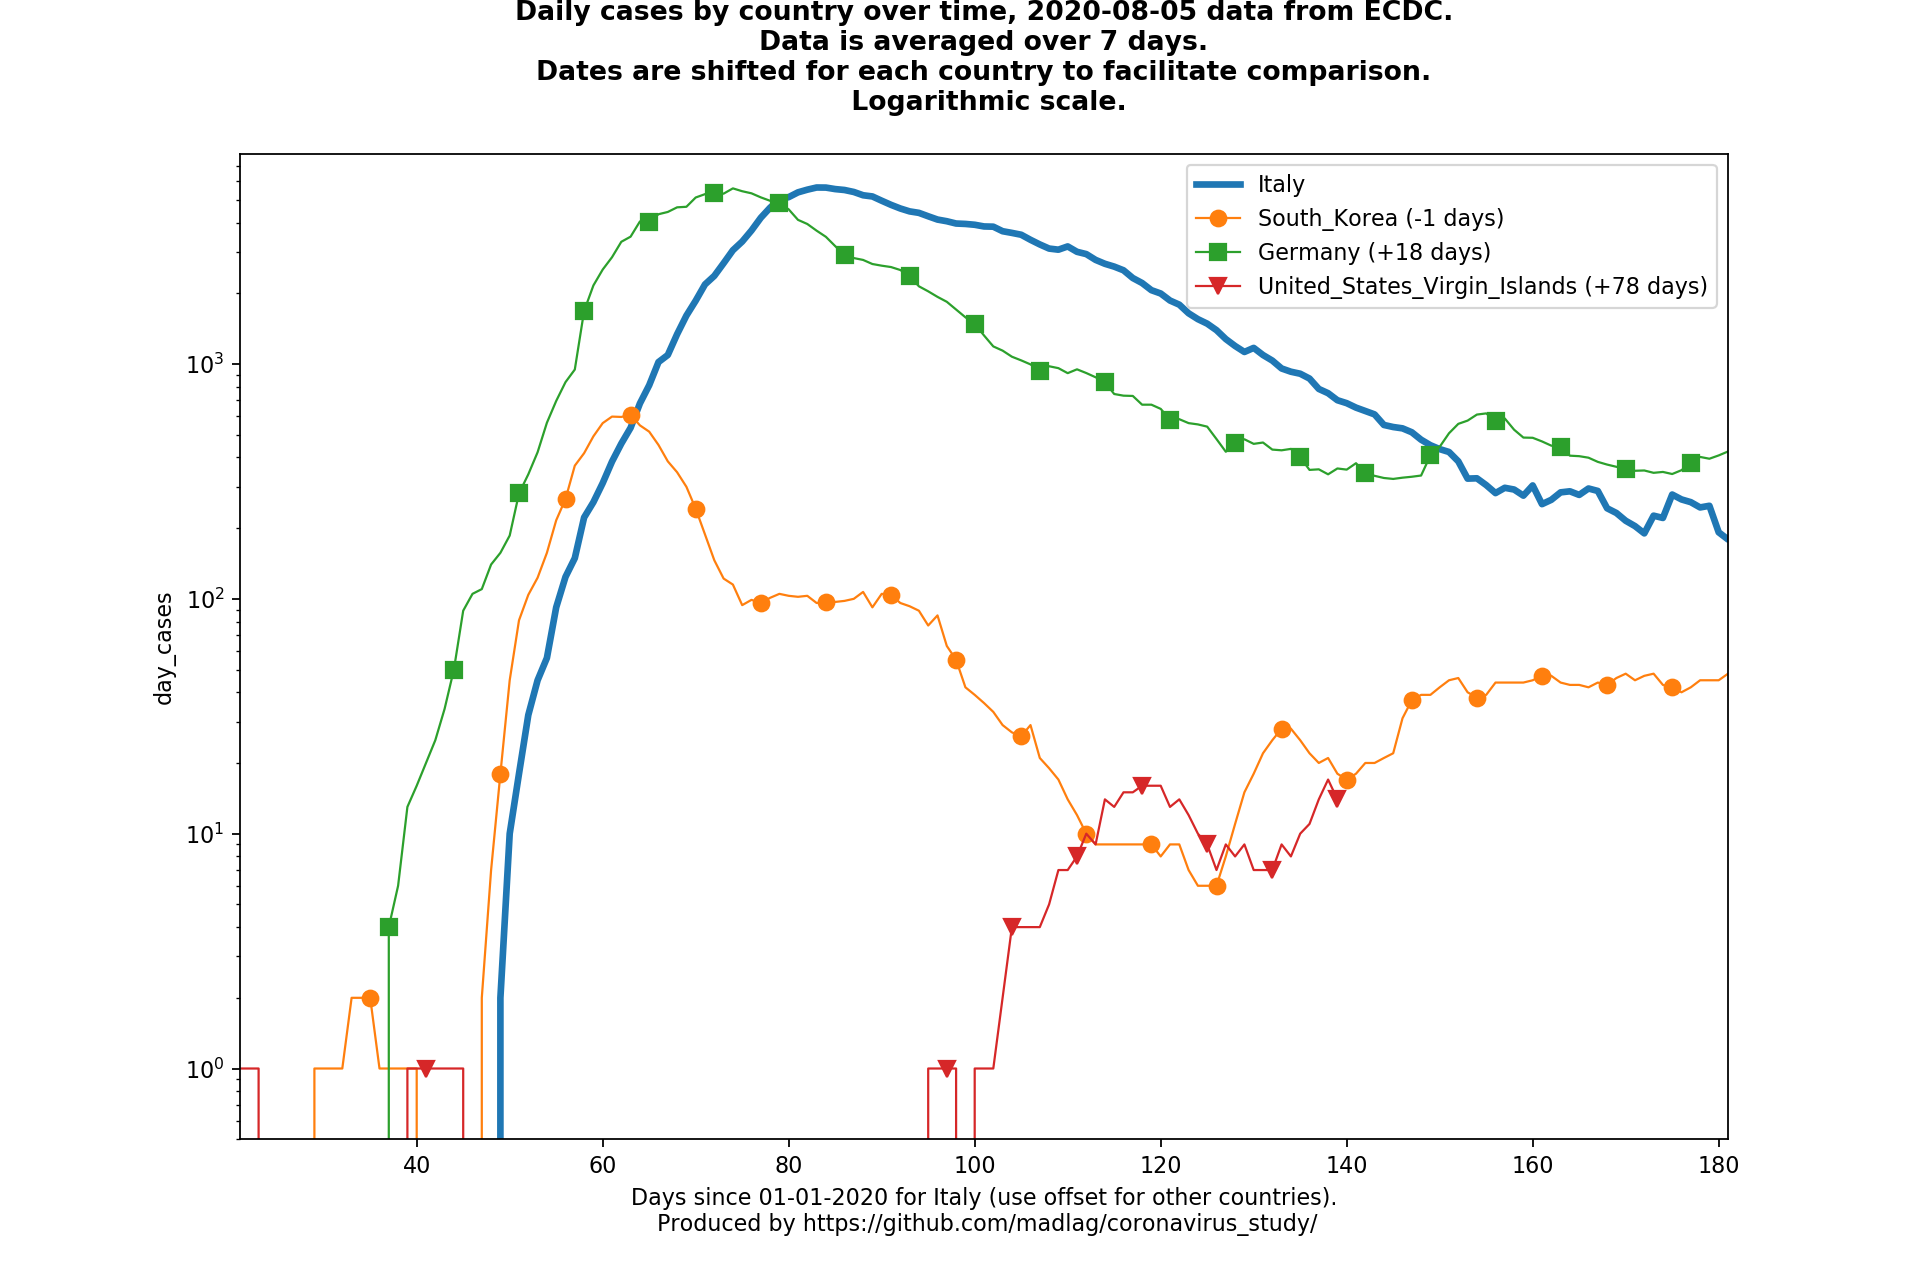 Daily cases by country over time, 2020-08-05 data from ECDC.
Data is averaged over 7 days.
Dates are shifted for each country to facilitate comparison.
Logarithmic scale.
Italy
South_Korea (-1 days)
Germany (+18 days)
United_States_Virgin_Islands (+78 days)
day_cases
10³
10²
10¹
10⁰
40 60 80 100 120 140 160 180
Days since 01-01-2020 for Italy (use offset for other countries).
Produced by https://github.com/madlag/coronavirus_study/